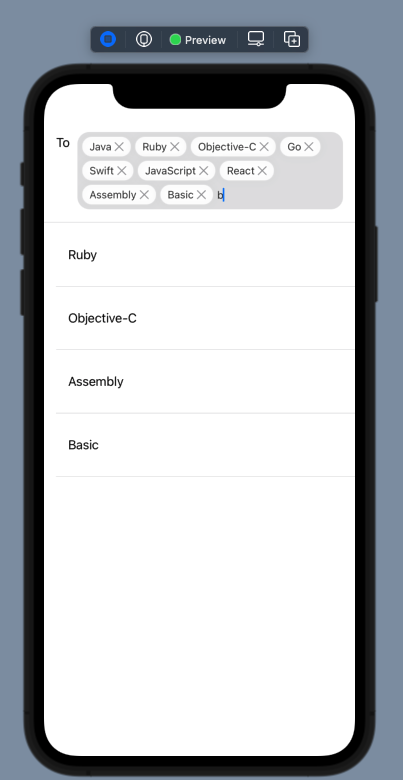 Preview
To Java Ruby Objective-C Go
Swift JavaScript React
Assembly Basic b
Ruby
Objective-C
Assembly
Basic